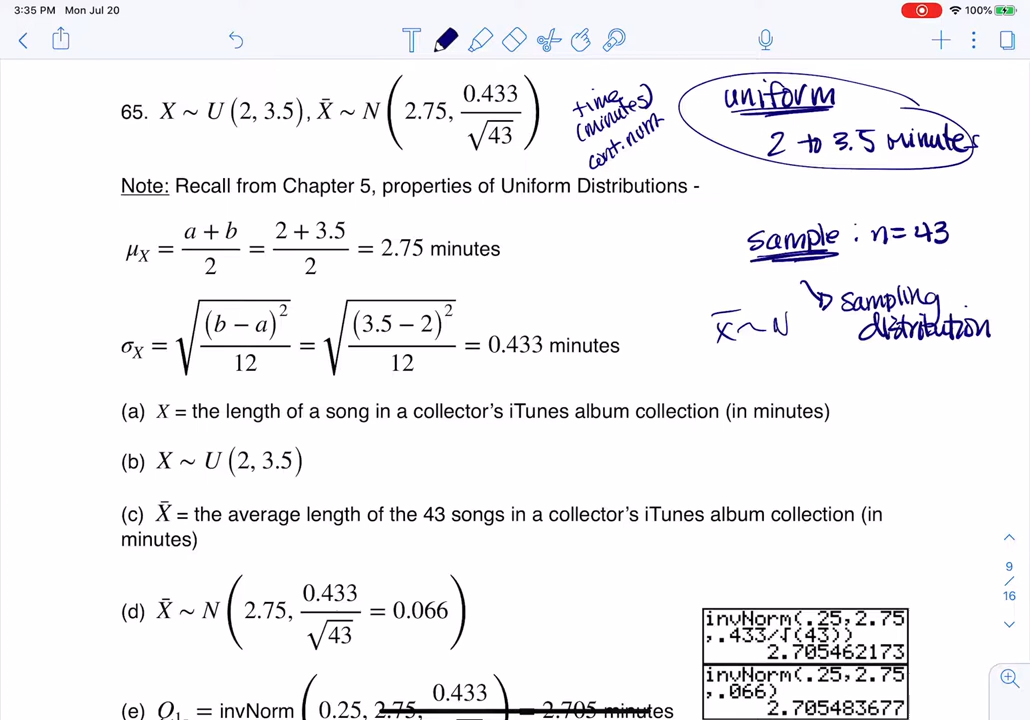 3:35 PM Mon Jul 20 100%
T
65. X ~ U (2, 3.5), X̄ ~ N (2.75, 0.433/√43)
time
(minutes)
cont. num
uniform
2 to 3.5 minutes
Note: Recall from Chapter 5, properties of Uniform Distributions -
μ_X = (a + b)/2 = (2 + 3.5)/2 = 2.75 minutes
sample : n = 43
↳ sampling
distribution
x̄ ~ N
σ_X = √((b − a)²/12) = √((3.5 − 2)²/12) = 0.433 minutes
(a) X = the length of a song in a collector's iTunes album collection (in minutes)
(b) X ~ U (2, 3.5)
(c) X̄ = the average length of the 43 songs in a collector's iTunes album collection (in
minutes)
9
/
16
(d) X̄ ~ N (2.75, 0.433/√43 = 0.066)
invNorm(.25,2.75
,.433/√(43))
2.705462173
invNorm(.25,2.75
,.066)
2.705483677
(e) Q₁ = invNorm (0.25, 2.75, 0.433 = 2.705 minutes